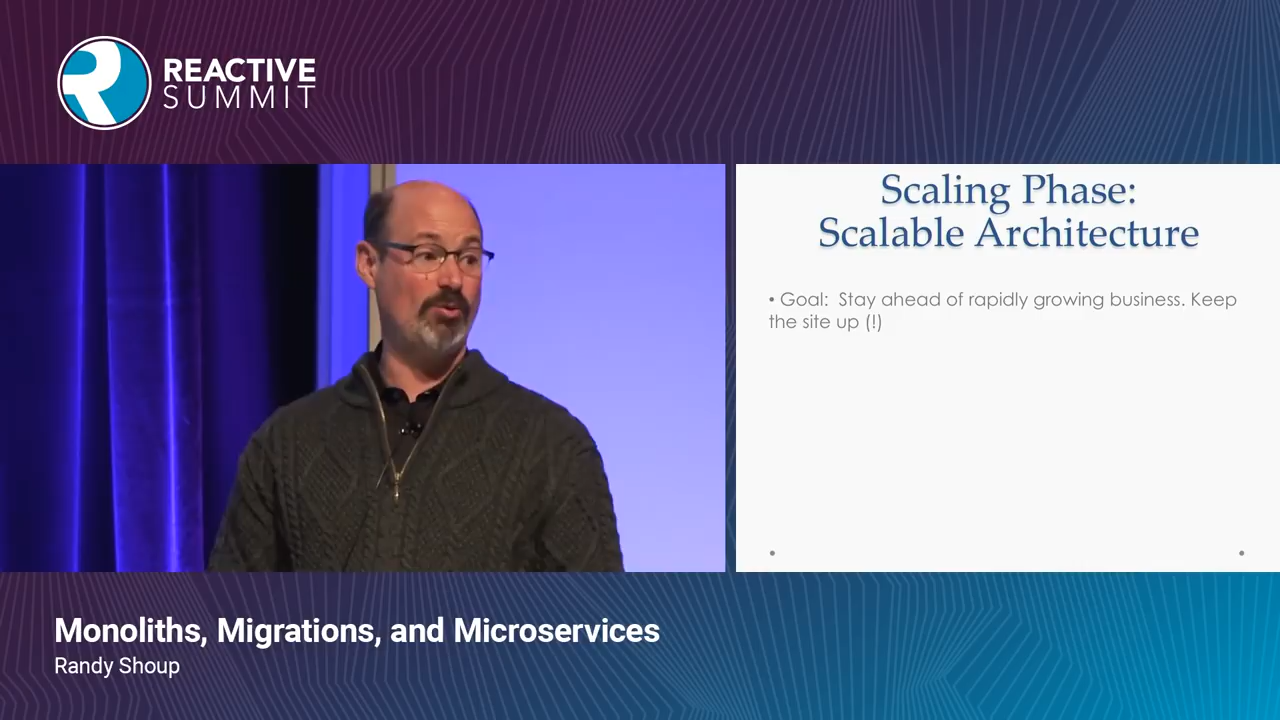 REACTIVE
SUMMIT
Scaling Phase:
Scalable Architecture
• Goal:  Stay ahead of rapidly growing business. Keep
the site up (!)
Monoliths, Migrations, and Microservices
Randy Shoup